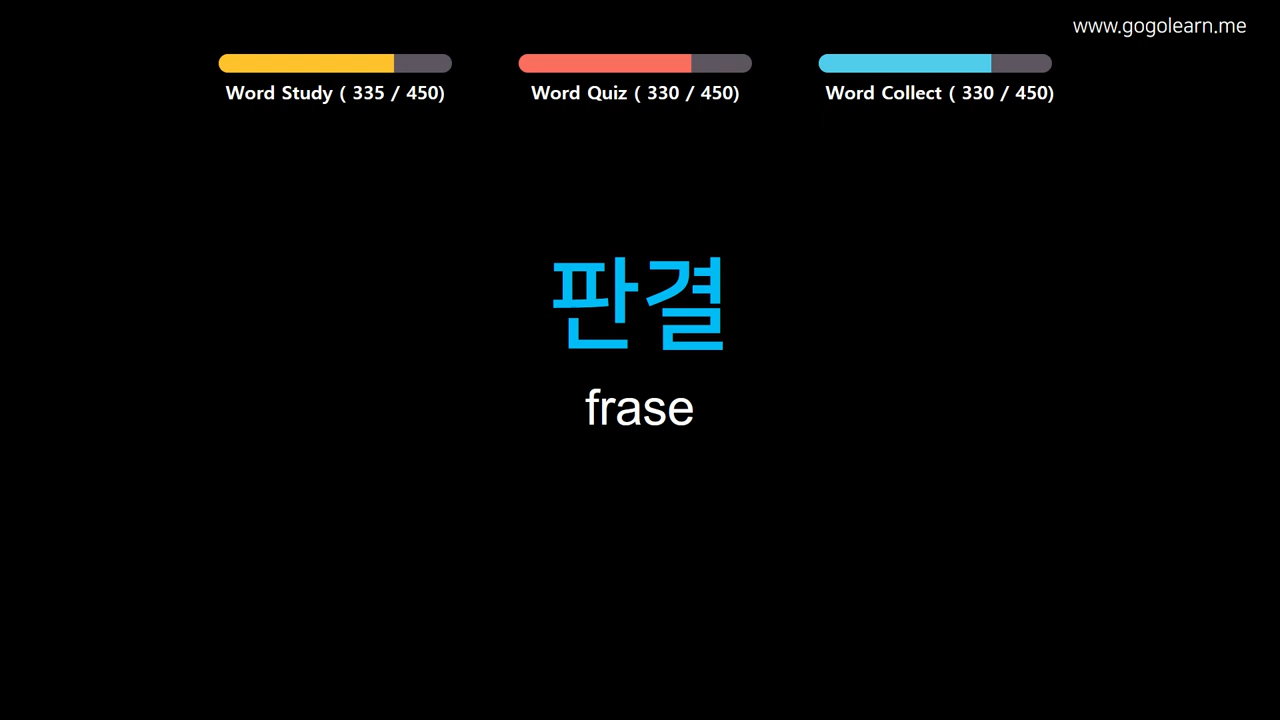 www.gogolearn.me
Word Study ( 335 / 450)
Word Quiz ( 330 / 450)
Word Collect ( 330 / 450)
판결
frase